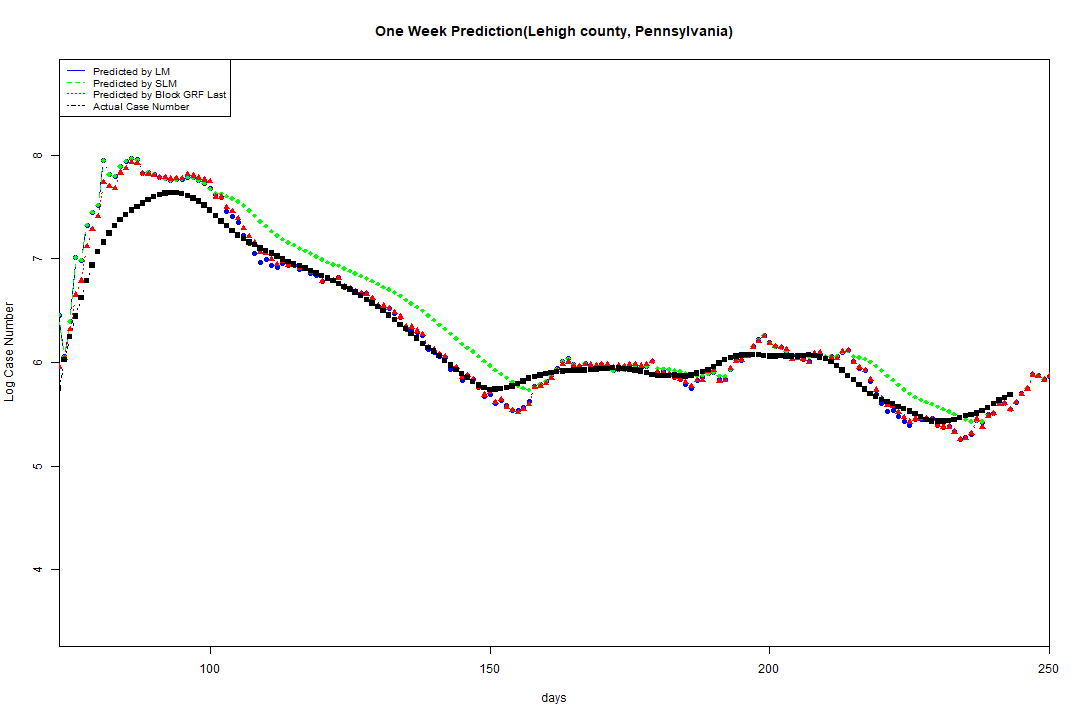 One Week Prediction(Lehigh county, Pennsylvania)
Predicted by LM
Predicted by SLM
Predicted by Block GRF Last
Actual Case Number
8
7
6
5
4
Log Case Number
100 150 200 250
days